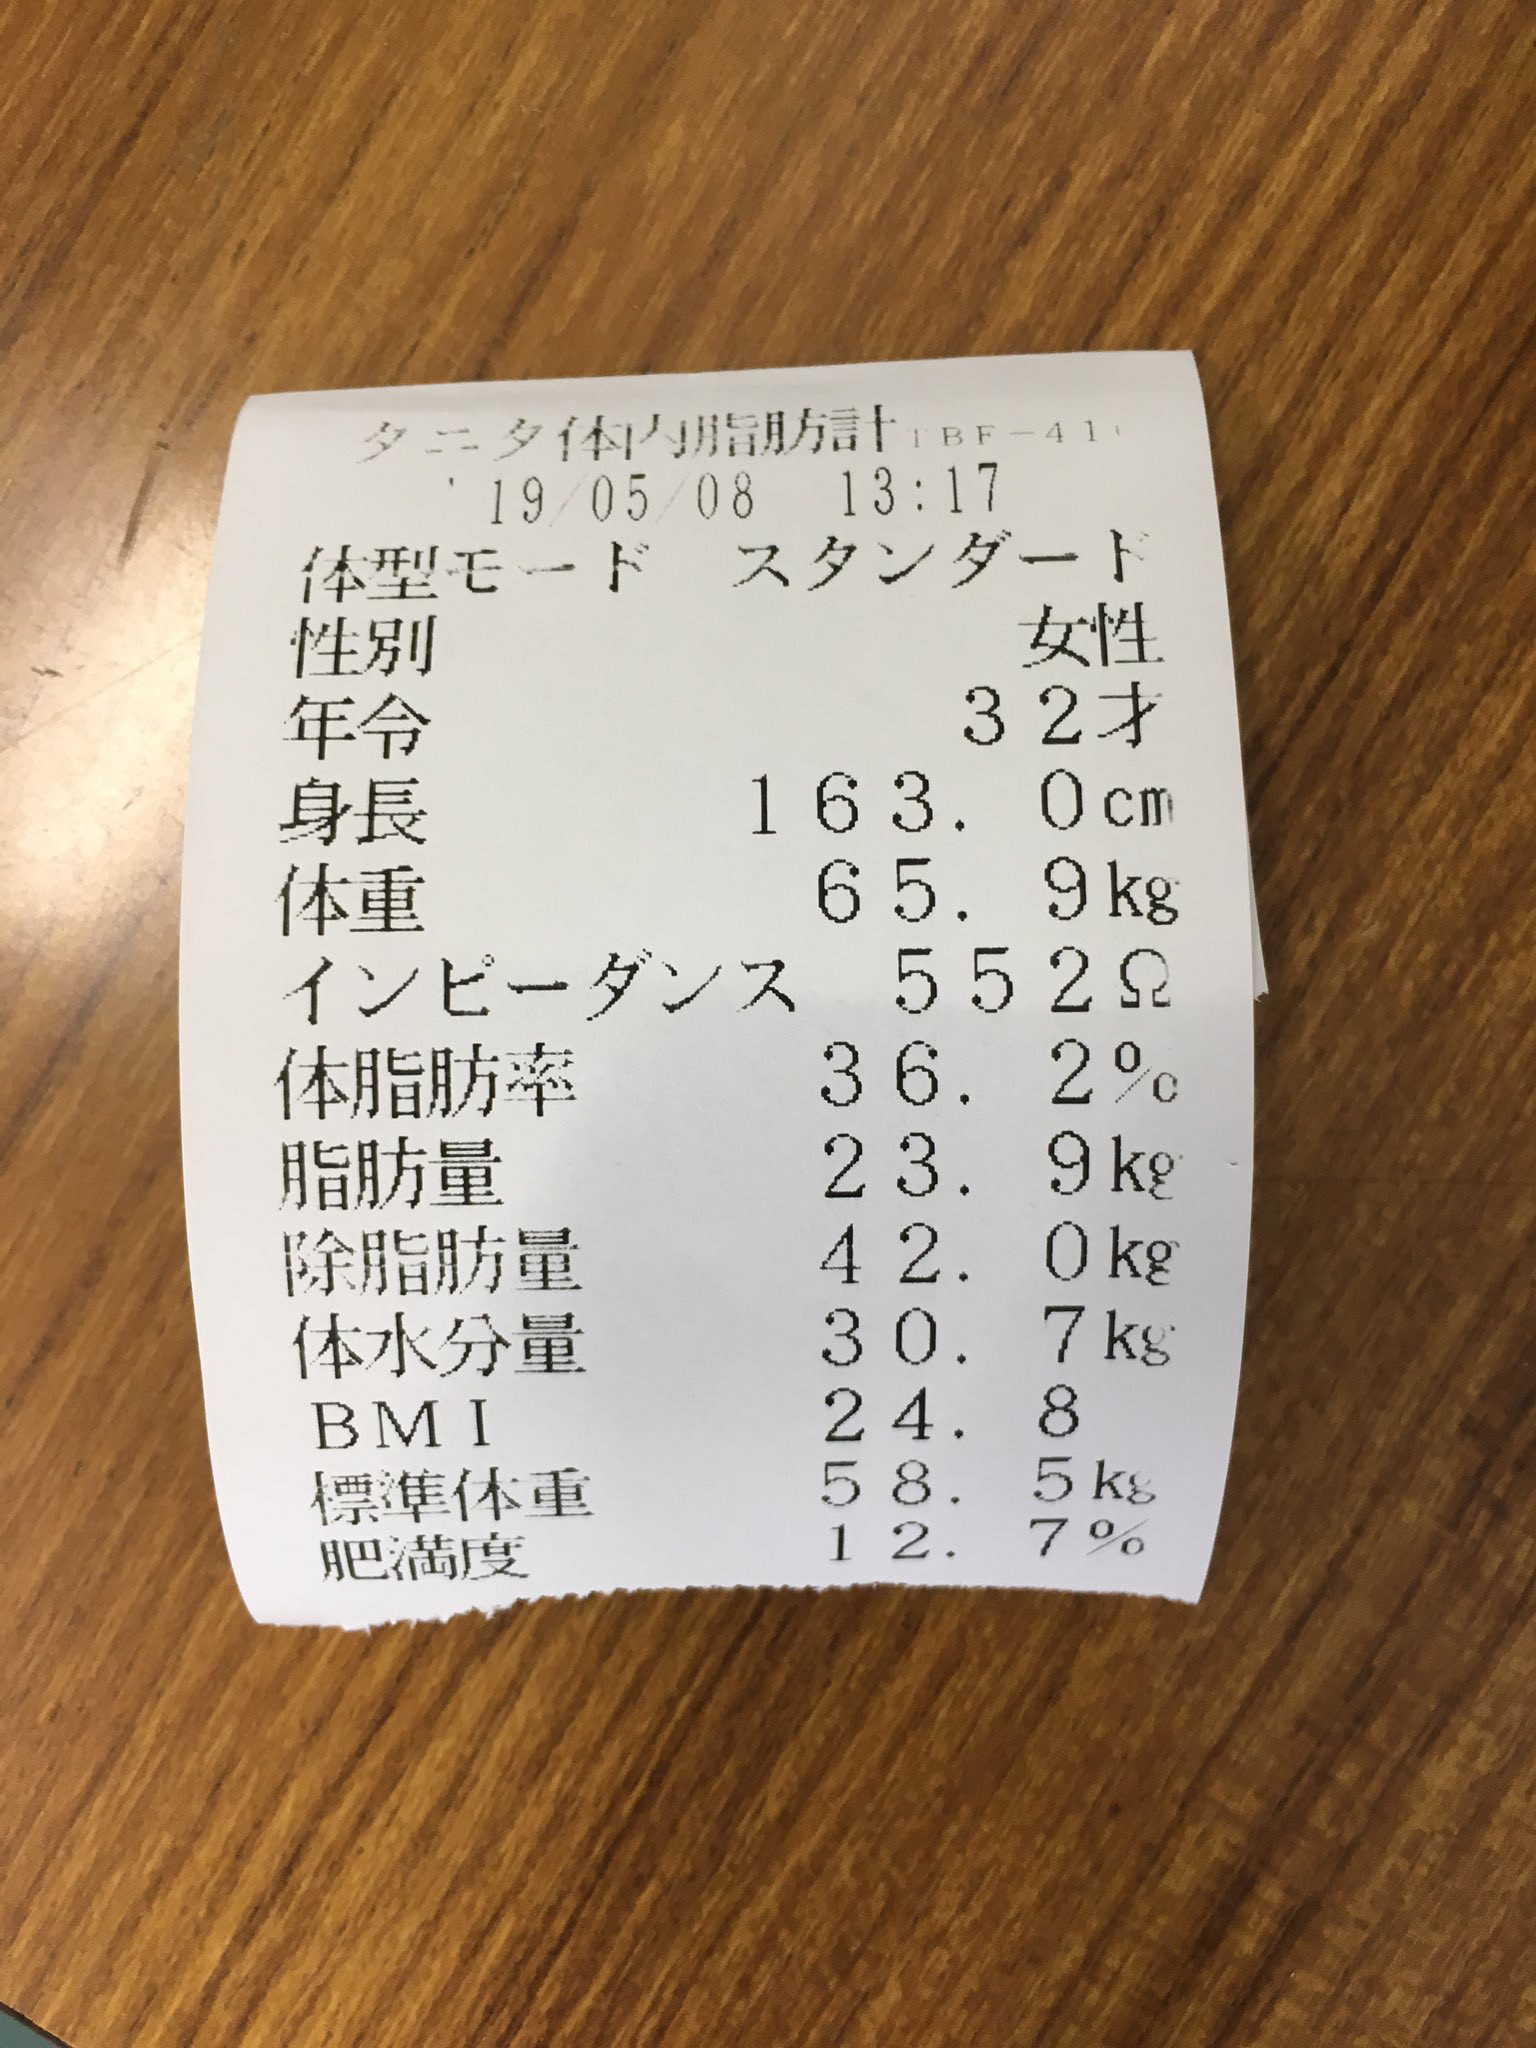 タニタ体内脂肪計 TBF-41
'19/05/08 13:17
体型モード スタンダード
性別 女性
年令 32才
身長 163.0cm
体重 65.9kg
インピーダンス 552Ω
体脂肪率 36.2%
脂肪量 23.9kg
除脂肪量 42.0kg
体水分量 30.7kg
BMI 24.8
標準体重 58.5kg
肥満度 12.7%